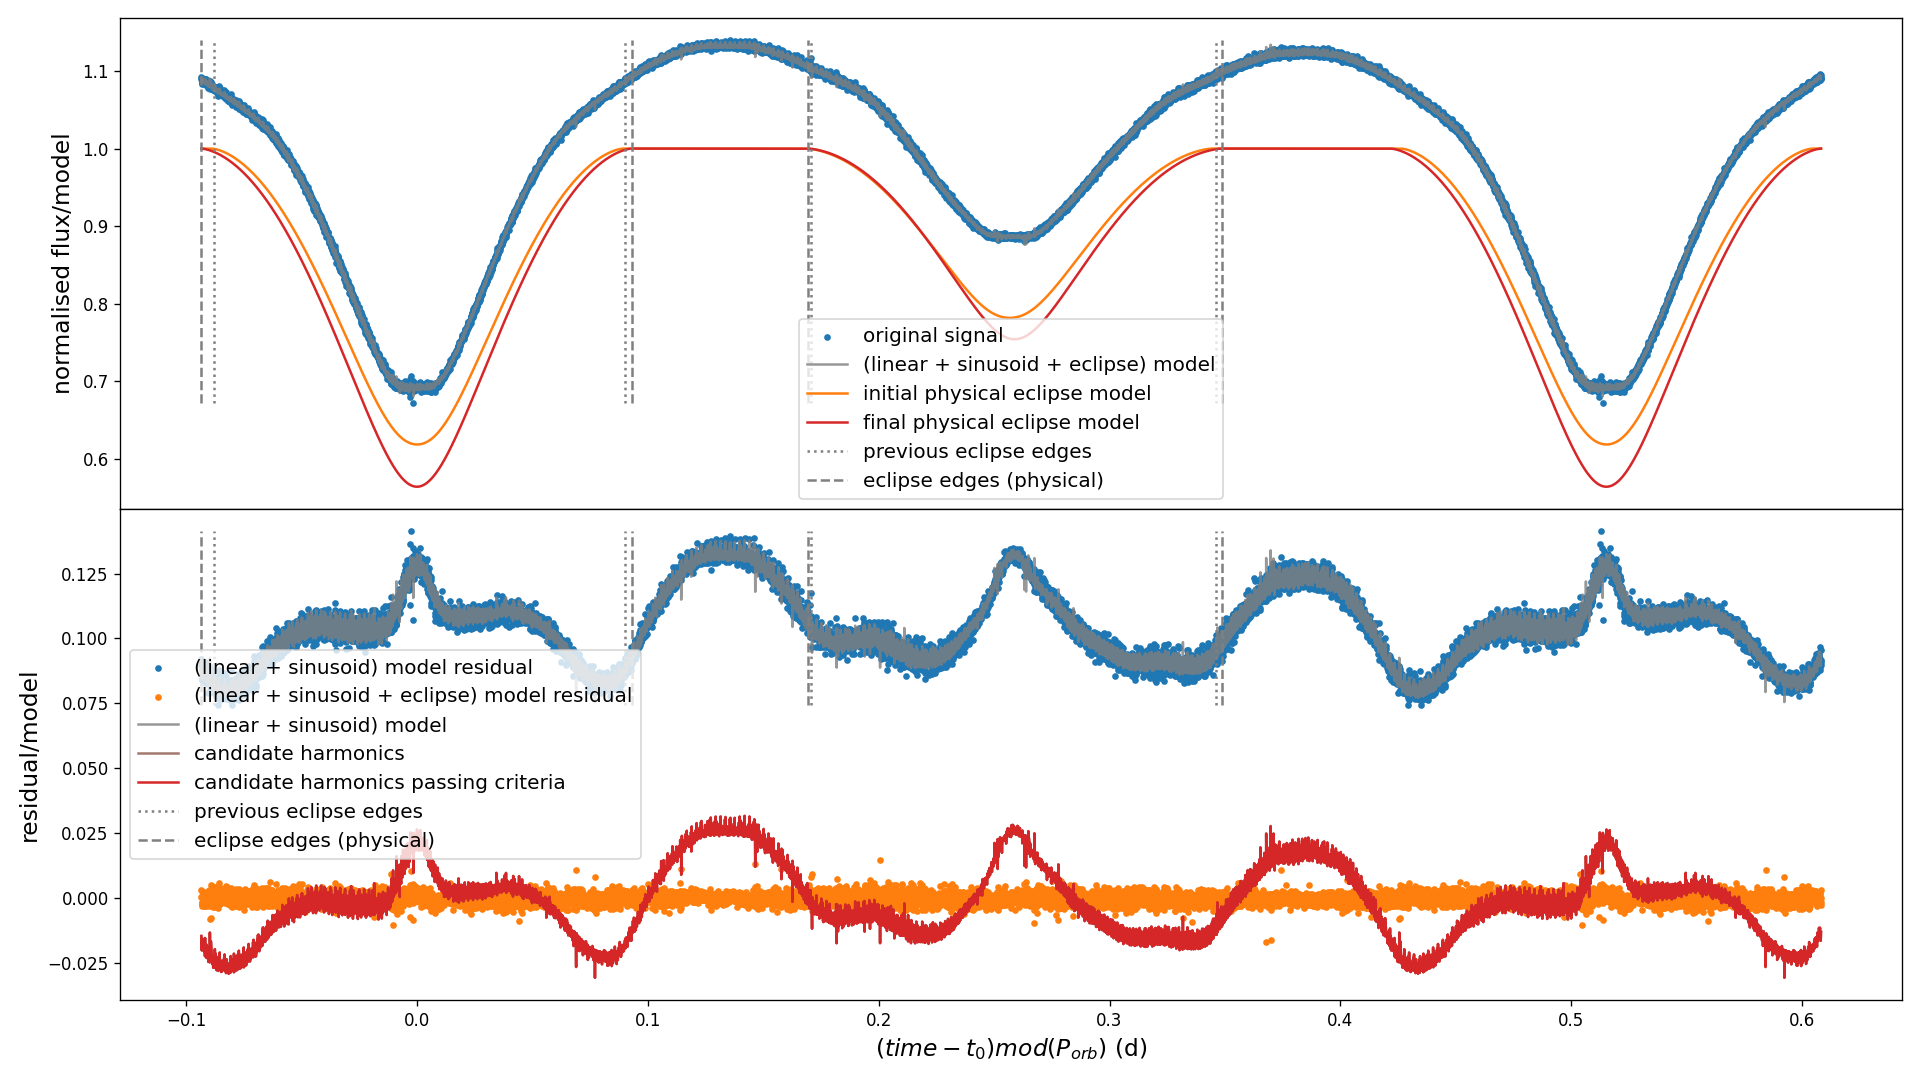 normalised flux/model
1.1
1.0
0.9
0.8
0.7
0.6
original signal
(linear + sinusoid + eclipse) model
initial physical eclipse model
final physical eclipse model
previous eclipse edges
eclipse edges (physical)
residual/model
0.125
0.100
0.075
0.050
0.025
0.000
−0.025
(linear + sinusoid) model residual
(linear + sinusoid + eclipse) model residual
(linear + sinusoid) model
candidate harmonics
candidate harmonics passing criteria
previous eclipse edges
eclipse edges (physical)
−0.1 0.0 0.1 0.2 0.3 0.4 0.5 0.6
(time − t₀)mod(Pₒᵣb) (d)